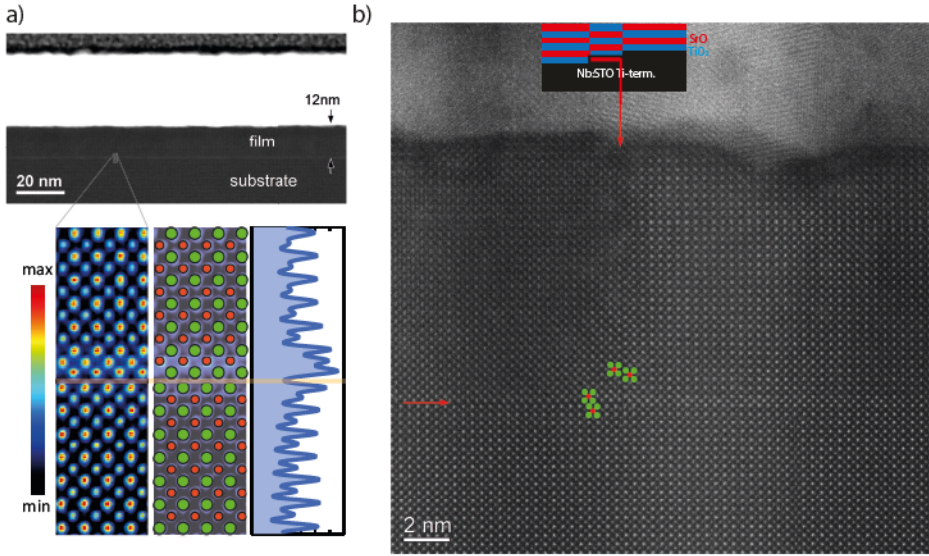 a)
12nm
film
20 nm
substrate
max
min
b)
SrO
TiO₂
Nb:STO Ti-term.
2 nm